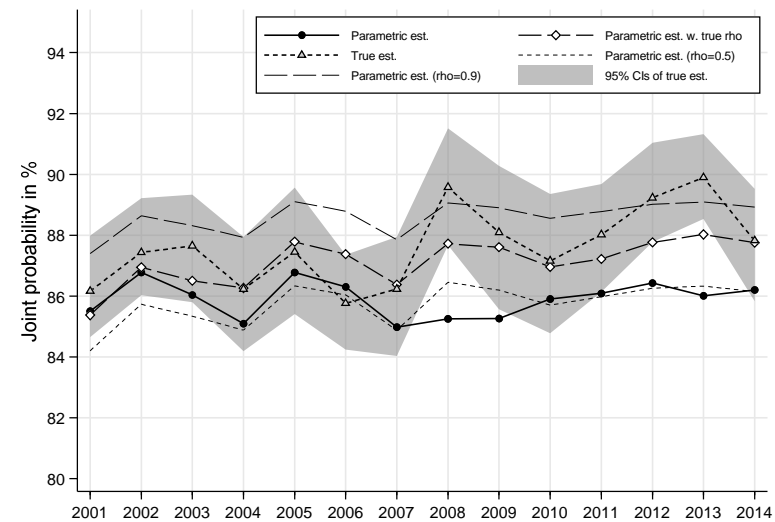 Parametric est.
Parametric est. w. true rho
True est.
Parametric est. (rho=0.5)
Parametric est. (rho=0.9)
95% CIs of true est.
Joint probability in %
94
92
90
88
86
84
82
80
2001 2002 2003 2004 2005 2006 2007 2008 2009 2010 2011 2012 2013 2014